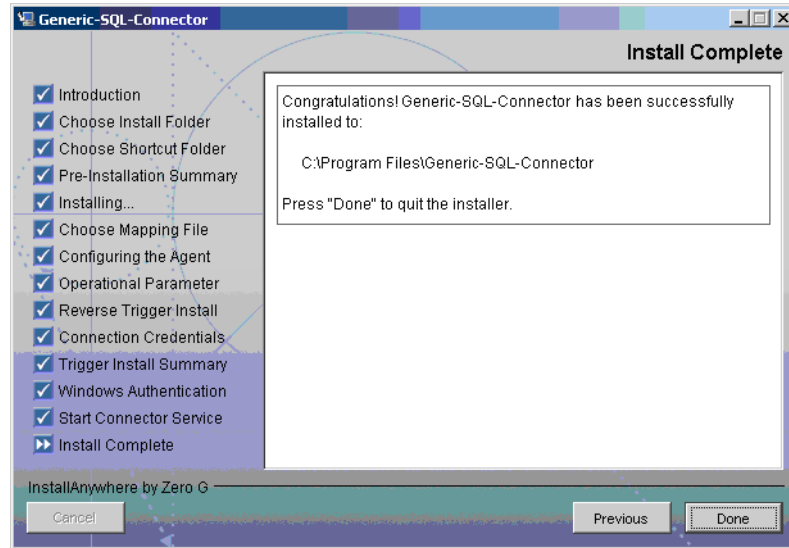 Generic-SQL-Connector
Install Complete
Introduction
Choose Install Folder
Choose Shortcut Folder
Pre-Installation Summary
Installing...
Choose Mapping File
Configuring the Agent
Operational Parameter
Reverse Trigger Install
Connection Credentials
Trigger Install Summary
Windows Authentication
Start Connector Service
Install Complete
Congratulations! Generic-SQL-Connector has been successfully
installed to:
C:\Program Files\Generic-SQL-Connector
Press "Done" to quit the installer.
InstallAnywhere by Zero G
Cancel
Previous
Done